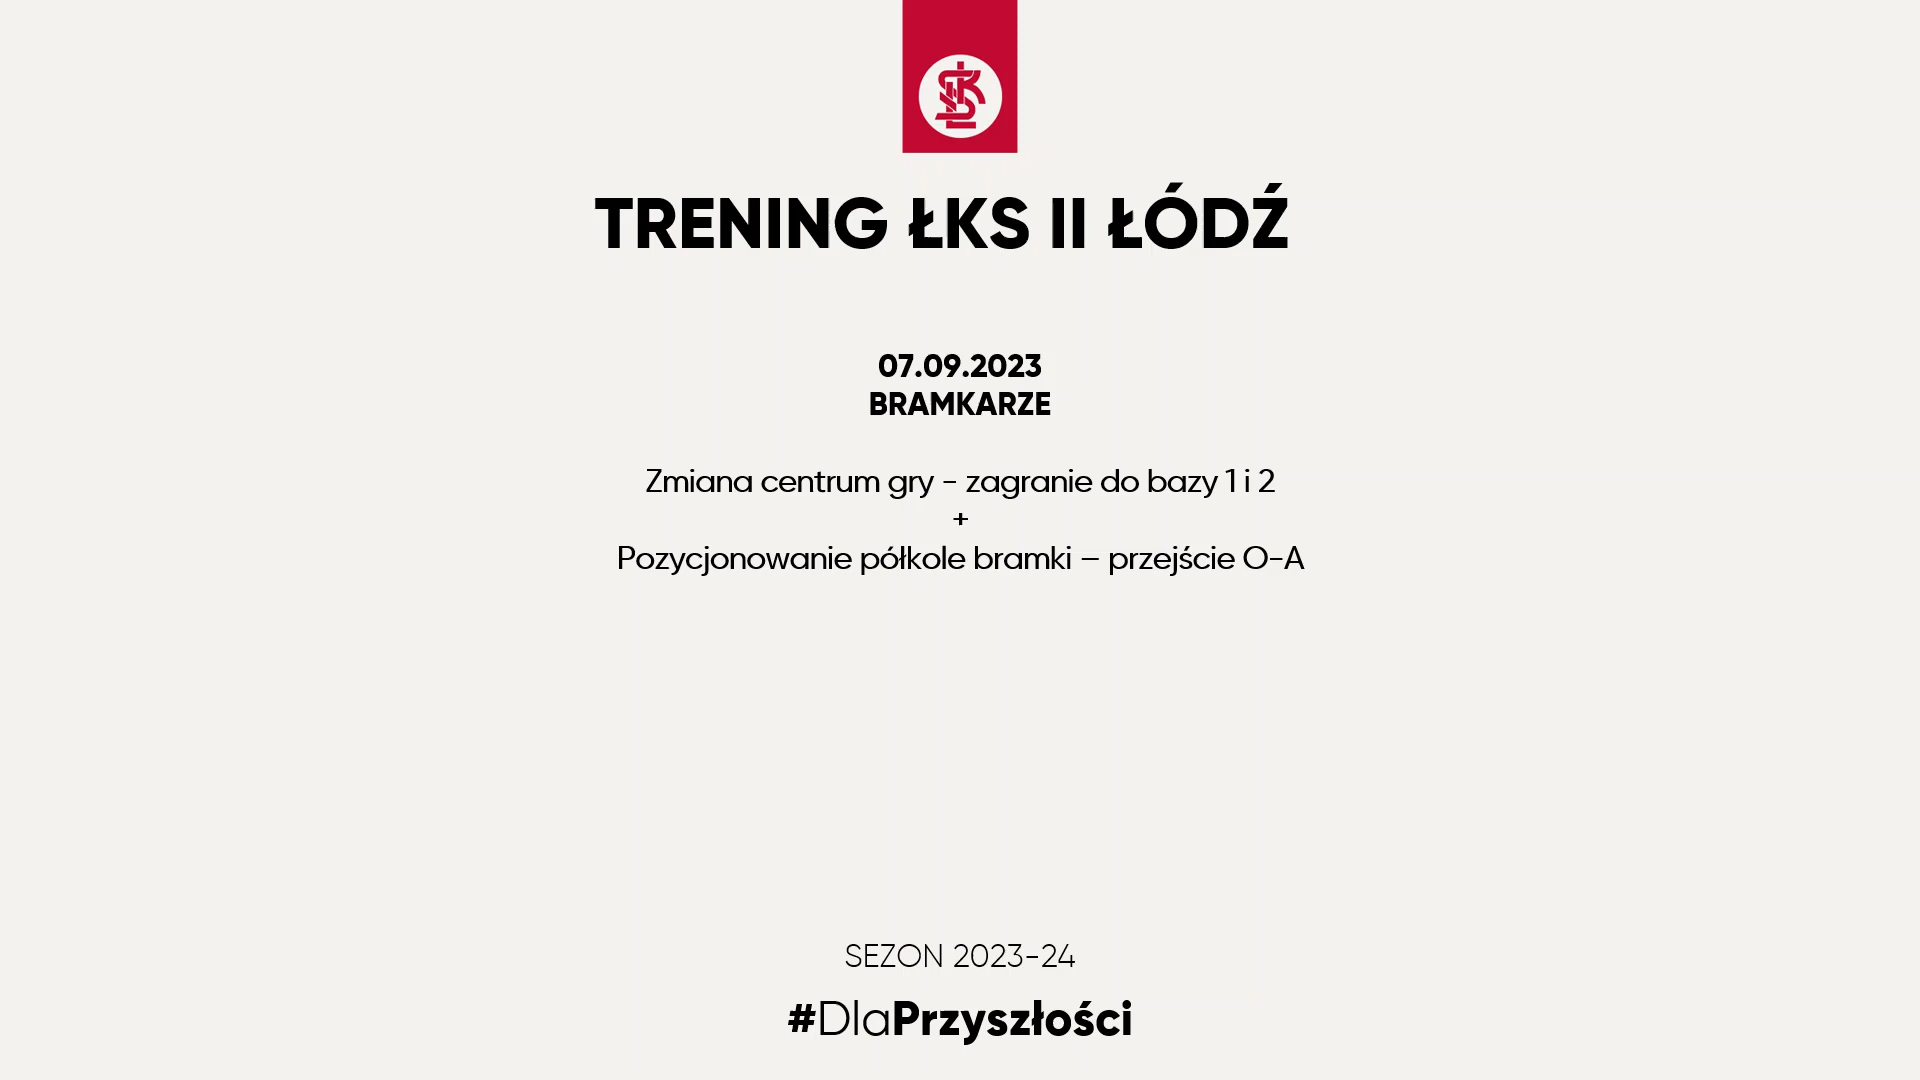 TRENING ŁKS II ŁÓDŹ
07.09.2023
BRAMKARZE
Zmiana centrum gry - zagranie do bazy 1 i 2
+
Pozycjonowanie półkole bramki – przejście O-A
SEZON 2023-24
#DlaPrzyszłości